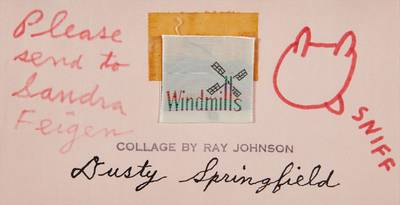 Please
send to
Sandra
Feigen
Windmills
SNIFF
COLLAGE BY RAY JOHNSON
Dusty Springfield